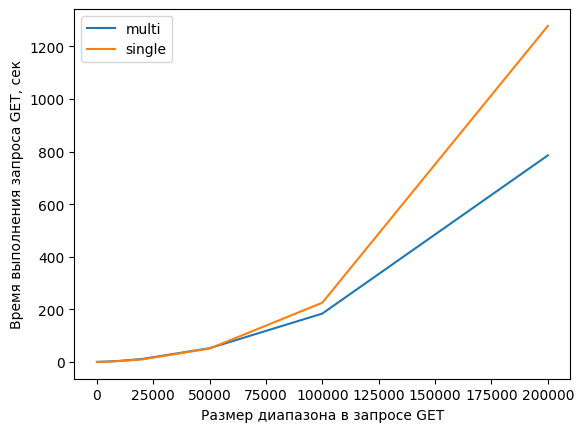 multi
single
Время выполнения запроса GET, сек
1200
1000
800
600
400
200
0
0 25000 50000 75000 100000 125000 150000 175000 200000
Размер диапазона в запросе GET